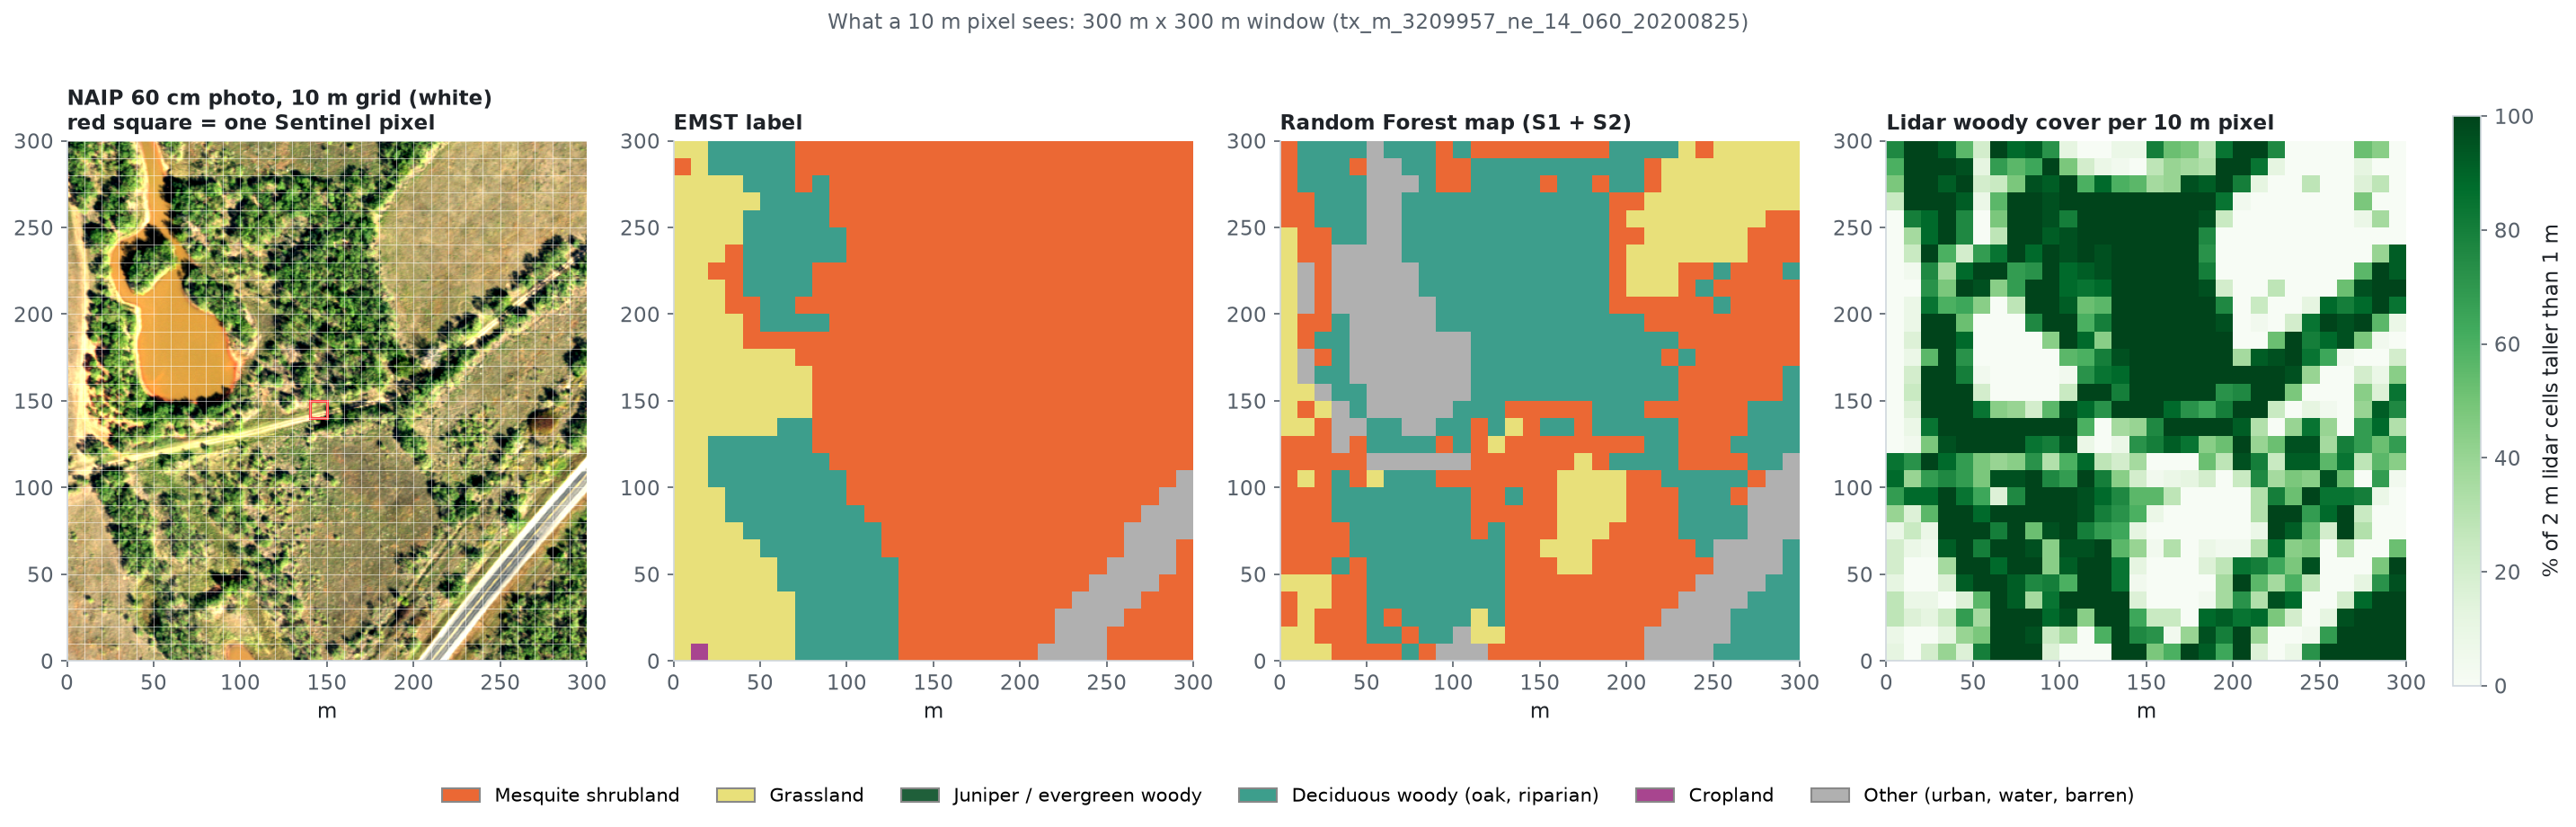 What a 10 m pixel sees: 300 m x 300 m window (tx_m_3209957_ne_14_060_20200825)
NAIP 60 cm photo, 10 m grid (white)
red square = one Sentinel pixel
300
250
200
150
100
50
0
0 50 100 150 200 250 300
m
EMST label
300
250
200
150
100
50
0
0 50 100 150 200 250 300
m
Random Forest map (S1 + S2)
300
250
200
150
100
50
0
0 50 100 150 200 250 300
m
Lidar woody cover per 10 m pixel
300
250
200
150
100
50
0
0 50 100 150 200 250 300
m
100
80
60
40
20
0
% of 2 m lidar cells taller than 1 m
Mesquite shrubland Grassland Juniper / evergreen woody Deciduous woody (oak, riparian) Cropland Other (urban, water, barren)